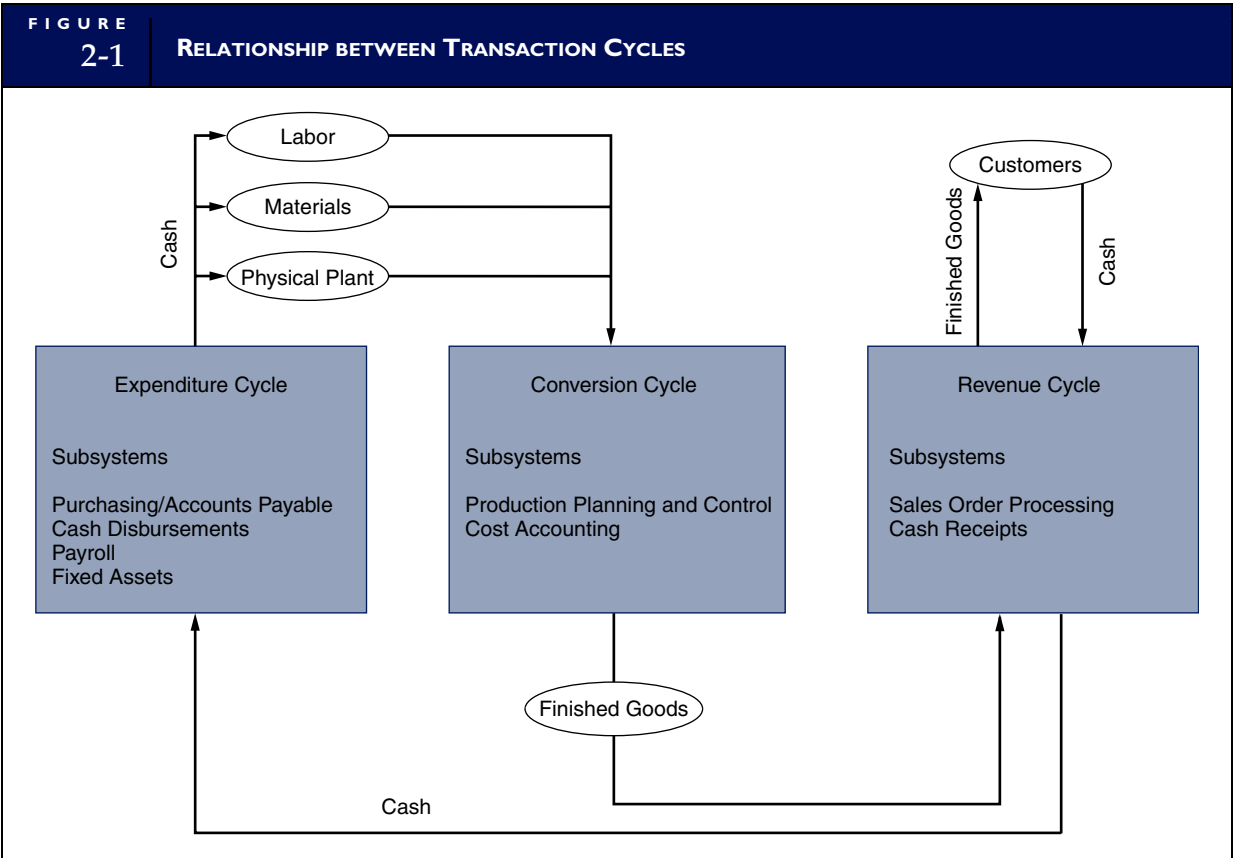 FIGURE
2-1
RELATIONSHIP BETWEEN TRANSACTION CYCLES
Labor
Materials
Physical Plant
Cash
Customers
Finished Goods
Cash
Expenditure Cycle
Subsystems
Purchasing/Accounts Payable
Cash Disbursements
Payroll
Fixed Assets
Conversion Cycle
Subsystems
Production Planning and Control
Cost Accounting
Revenue Cycle
Subsystems
Sales Order Processing
Cash Receipts
Finished Goods
Cash